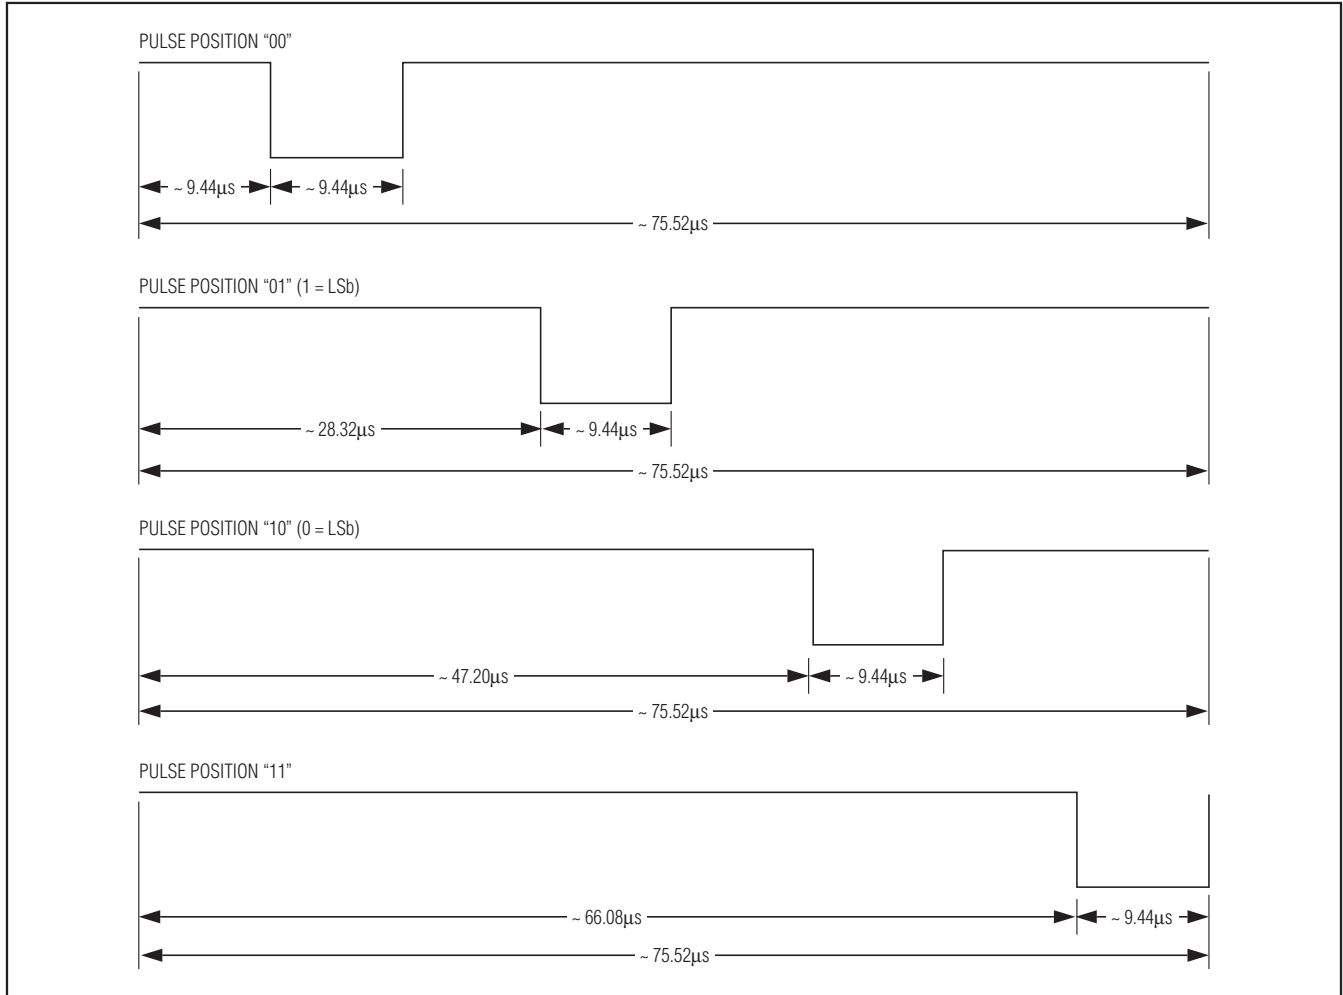 PULSE POSITION “00”
~ 9.44µs
~ 9.44µs
~ 75.52µs
PULSE POSITION “01” (1 = LSb)
~ 28.32µs
~ 9.44µs
~ 75.52µs
PULSE POSITION “10” (0 = LSb)
~ 47.20µs
~ 9.44µs
~ 75.52µs
PULSE POSITION “11”
~ 66.08µs
~ 9.44µs
~ 75.52µs